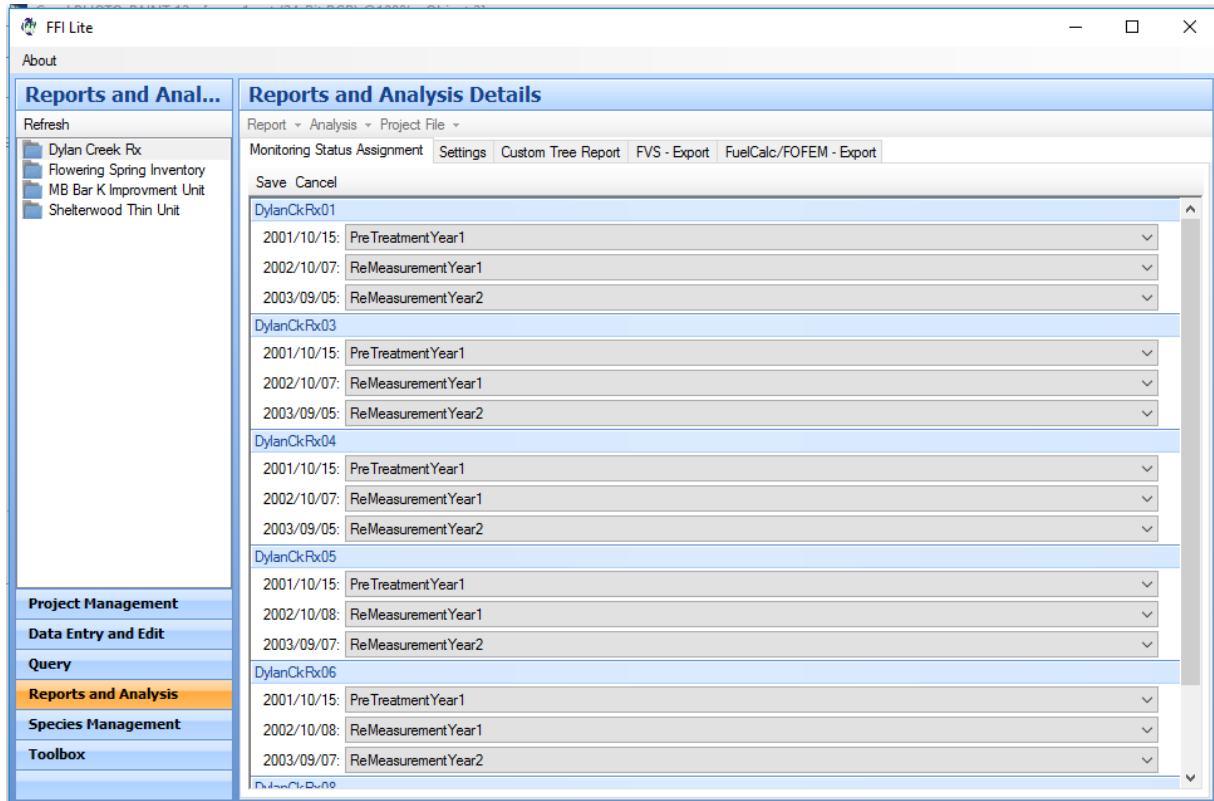 FFI Lite
About
Reports and Anal...
Refresh
Dylan Creek Rx
Flowering Spring Inventory
MB Bar K Improvment Unit
Shelterwood Thin Unit
Project Management
Data Entry and Edit
Query
Reports and Analysis
Species Management
Toolbox
Reports and Analysis Details
Report Analysis Project File
Monitoring Status Assignment Settings Custom Tree Report FVS - Export FuelCalc/FOFEM - Export
Save Cancel
DylanCkRx01
2001/10/15: PreTreatmentYear1
2002/10/07: ReMeasurementYear1
2003/09/05: ReMeasurementYear2
DylanCkRx03
2001/10/15: PreTreatmentYear1
2002/10/07: ReMeasurementYear1
2003/09/05: ReMeasurementYear2
DylanCkRx04
2001/10/15: PreTreatmentYear1
2002/10/07: ReMeasurementYear1
2003/09/05: ReMeasurementYear2
DylanCkRx05
2001/10/15: PreTreatmentYear1
2002/10/08: ReMeasurementYear1
2003/09/07: ReMeasurementYear2
DylanCkRx06
2001/10/15: PreTreatmentYear1
2002/10/08: ReMeasurementYear1
2003/09/07: ReMeasurementYear2